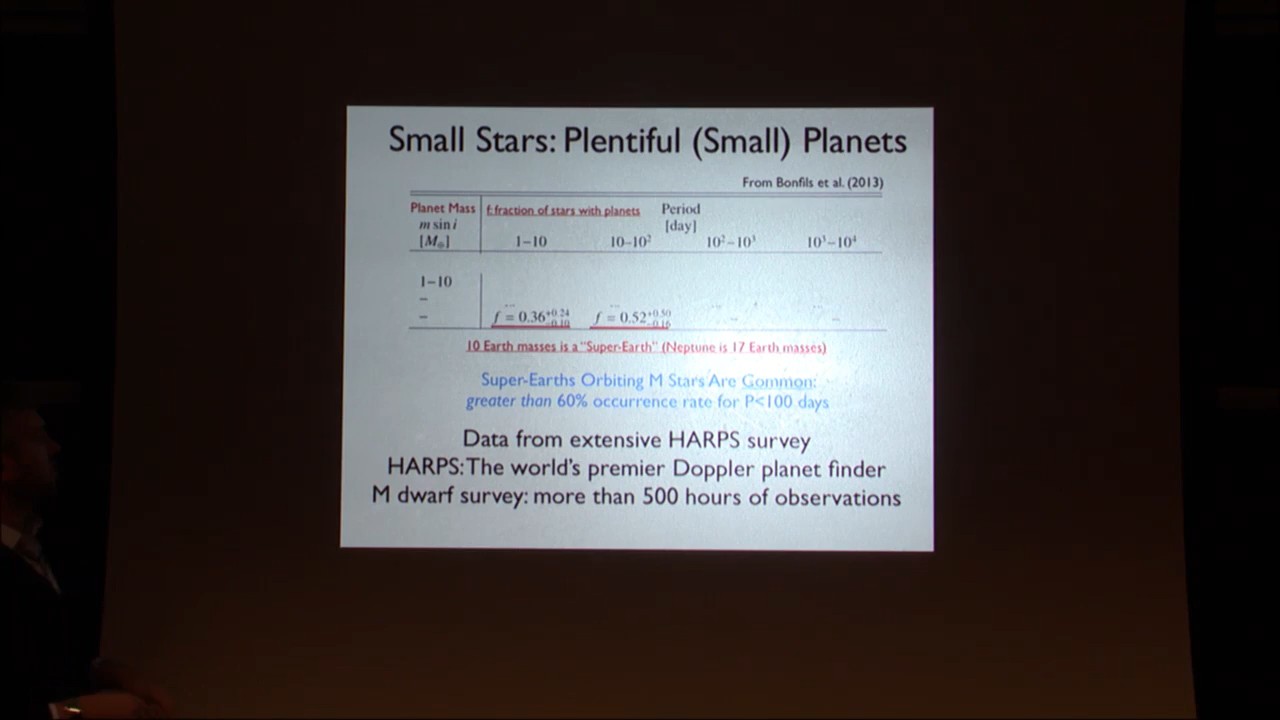 Small Stars: Plentiful (Small) Planets
From Bonfils et al. (2013)
Planet Mass f: fraction of stars with planets Period
m sin i [day]
[M⊕] 1–10 10–10² 10²–10³ 10³–10⁴
1–10
–
–
f = 0.36+0.24−0.10 f = 0.52+0.50−0.16
10 Earth masses is a "Super-Earth" (Neptune is 17 Earth masses)
Super-Earths Orbiting M Stars Are Common:
greater than 60% occurrence rate for P<100 days
Data from extensive HARPS survey
HARPS: The world's premier Doppler planet finder
M dwarf survey: more than 500 hours of observations